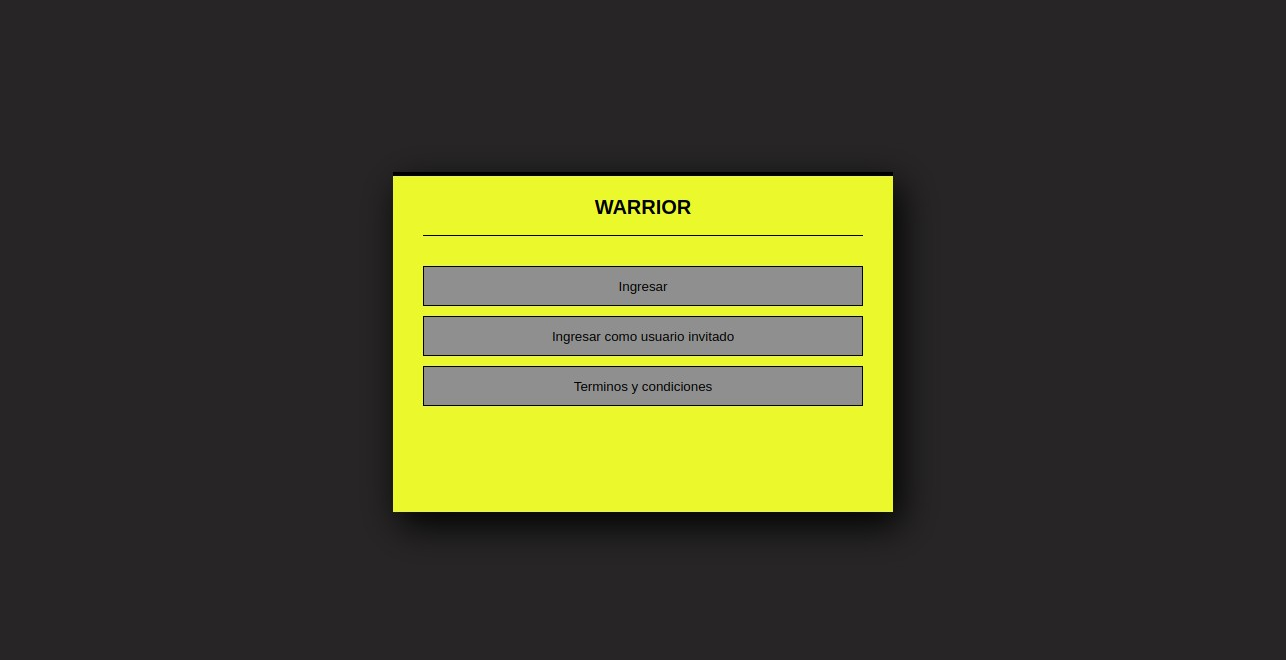 WARRIOR
Ingresar
Ingresar como usuario invitado
Terminos y condiciones